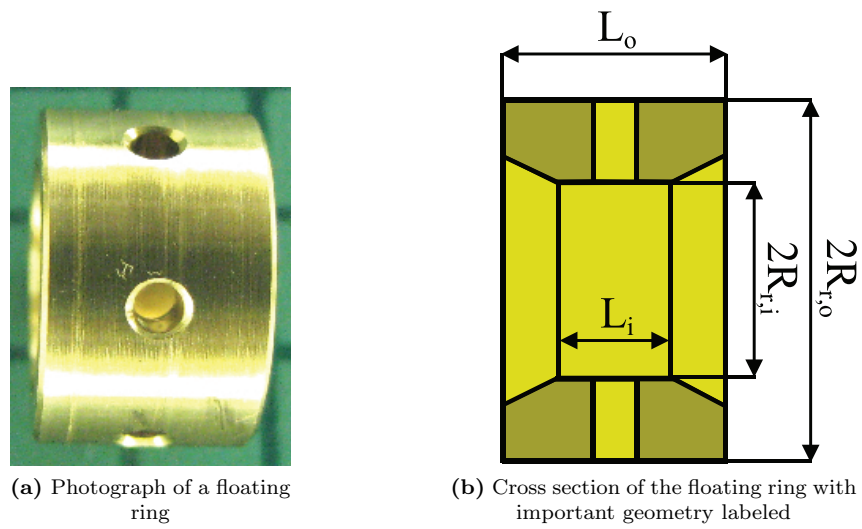 Lₒ
2Rᵣ,ᵢ
2Rᵣ,ₒ
Lᵢ
(a) Photograph of a floating
ring
(b) Cross section of the floating ring with
important geometry labeled